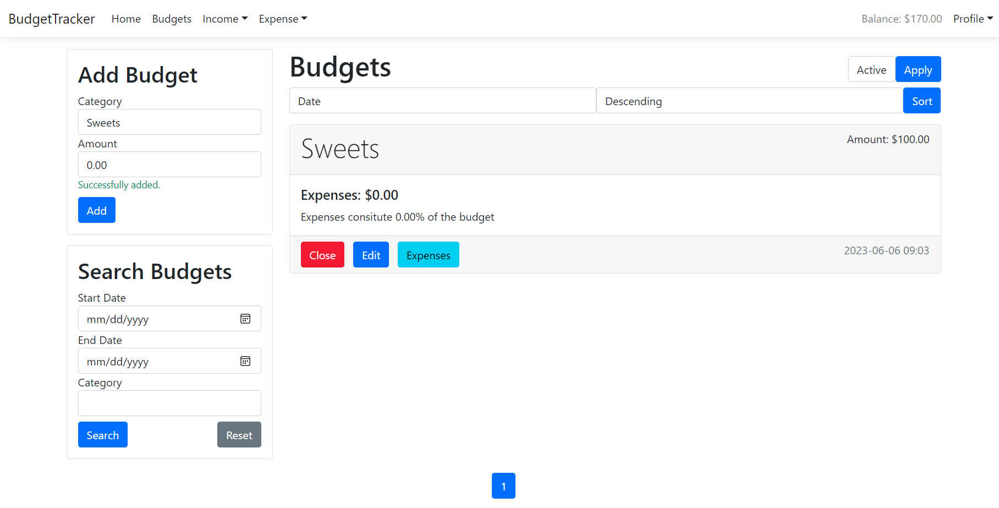 BudgetTracker Home Budgets Income Expense Balance: $170.00 Profile
Add Budget
Category
Sweets
Amount
0.00
Successfully added.
Add
Search Budgets
Start Date
mm/dd/yyyy
End Date
mm/dd/yyyy
Category
Search Reset
Budgets
Active Apply
Date Descending Sort
Sweets Amount: $100.00
Expenses: $0.00
Expenses consitute 0.00% of the budget
Close Edit Expenses 2023-06-06 09:03
1